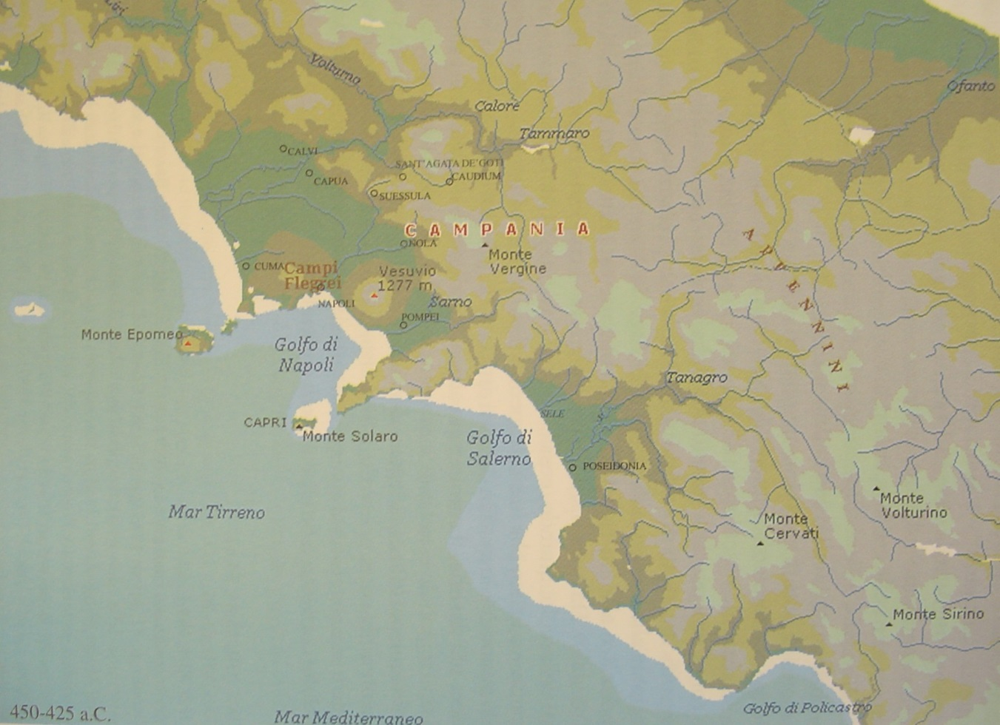 Liri
Volturno
Ofanto
Calore
Tammaro
CALVI
SANT'AGATA DE'GOTI
CAPUA
CAUDIUM
SUESSULA
CAMPANIA
APPENNINI
NOLA
Monte
Vergine
CUMA
Campi
Flegrei
Vesuvio
1277 m
NAPOLI
Sarno
POMPEI
Monte Epomeo
Golfo di
Napoli
Tanagro
SELE
CAPRI
Monte Solaro
Golfo di
Salerno
POSEIDONIA
Mar Tirreno
Monte
Volturino
Monte
Cervati
Monte Sirino
Golfo di Policastro
450-425 a.C.
Mar Mediterraneo